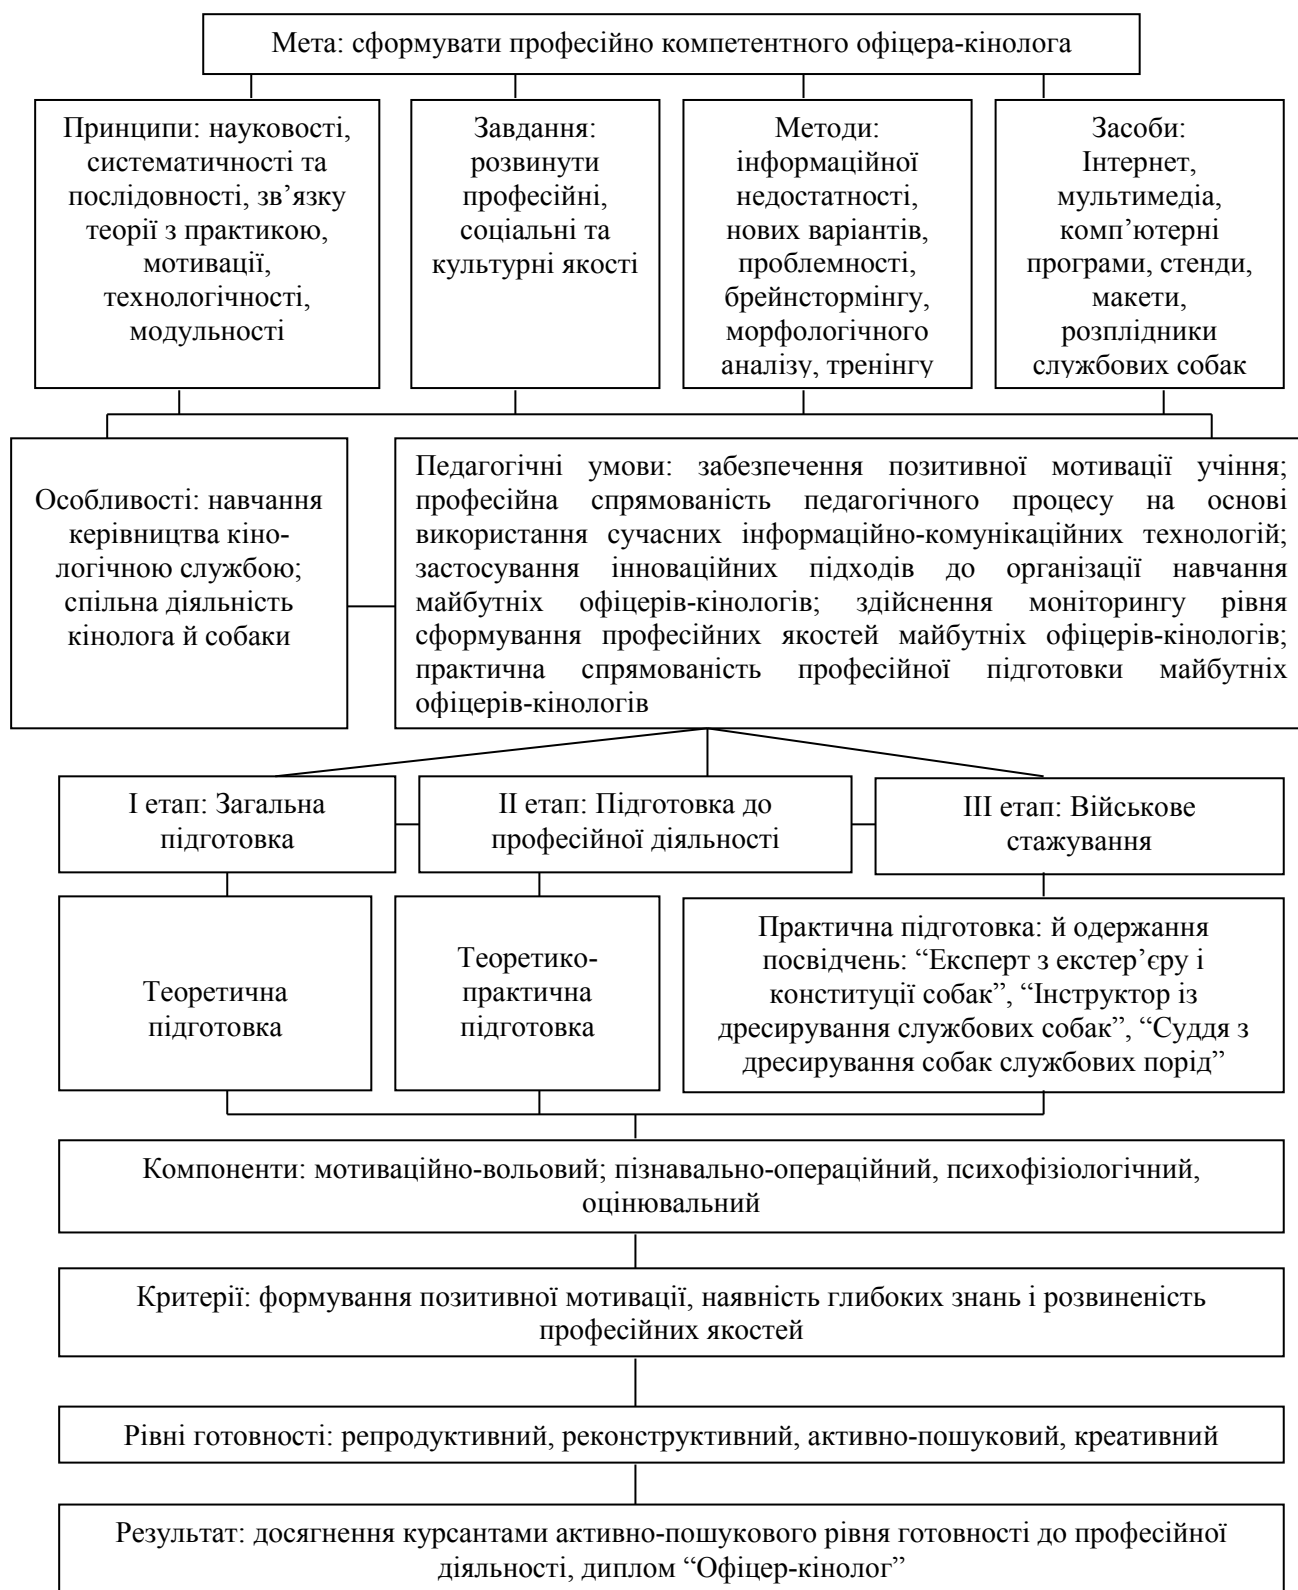 Мета: сформувати професійно компетентного офіцера-кінолога
Принципи: науковості,
систематичності та
послідовності, зв’язку
теорії з практикою,
мотивації,
технологічності,
модульності
Завдання:
розвинути
професійні,
соціальні та
культурні якості
Методи:
інформаційної
недостатності,
нових варіантів,
проблемності,
брейнстормінгу,
морфологічного
аналізу, тренінгу
Засоби:
Інтернет,
мультимедіа,
комп’ютерні
програми, стенди,
макети,
розплідники
службових собак
Особливості: навчання
керівництва кіно-
логічною службою;
спільна діяльність
кінолога й собаки
Педагогічні умови: забезпечення позитивної мотивації учіння;
професійна спрямованість педагогічного процесу на основі
використання сучасних інформаційно-комунікаційних технологій;
застосування інноваційних підходів до організації навчання
майбутніх офіцерів-кінологів; здійснення моніторингу рівня
сформування професійних якостей майбутніх офіцерів-кінологів;
практична спрямованість професійної підготовки майбутніх
офіцерів-кінологів
І етап: Загальна
підготовка
ІІ етап: Підготовка до
професійної діяльності
ІІІ етап: Військове
стажування
Теоретична
підготовка
Теоретико-
практична
підготовка
Практична підготовка: й одержання
посвідчень: “Експерт з екстер’єру і
конституції собак”, “Інструктор із
дресирування службових собак”, “Суддя з
дресирування собак службових порід”
Компоненти: мотиваційно-вольовий; пізнавально-операційний, психофізіологічний,
оцінювальний
Критерії: формування позитивної мотивації, наявність глибоких знань і розвиненість
професійних якостей
Рівні готовності: репродуктивний, реконструктивний, активно-пошуковий, креативний
Результат: досягнення курсантами активно-пошукового рівня готовності до професійної
діяльності, диплом “Офіцер-кінолог”